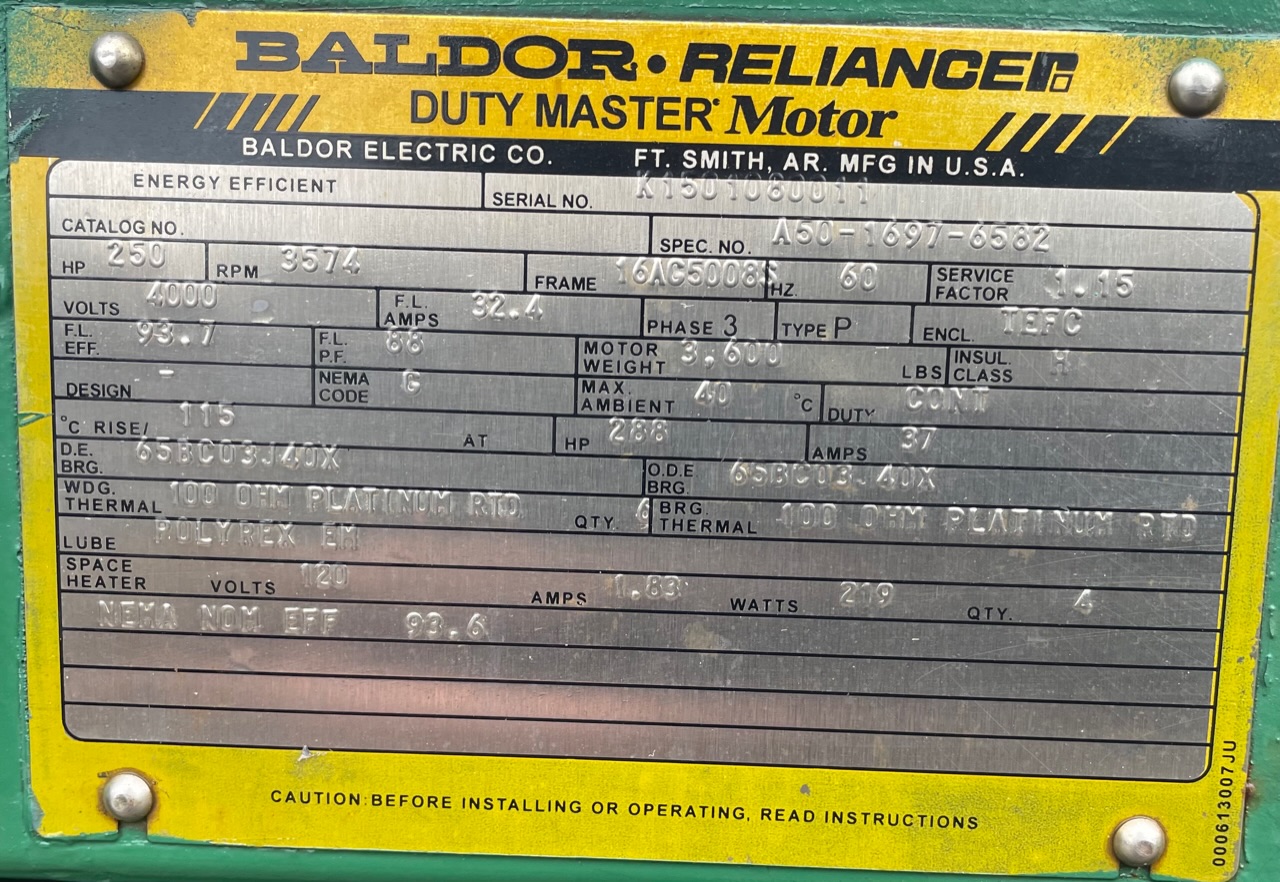 BALDOR • RELIANCER
DUTY MASTER Motor
BALDOR ELECTRIC CO. FT. SMITH, AR. MFG IN U.S.A.
ENERGY EFFICIENT SERIAL NO. K1501080011
CATALOG NO. SPEC. NO. A50-1697-6582
HP 250 RPM 3574 FRAME 16AC5008S HZ. 60 SERVICE FACTOR 1.15
VOLTS 4000 F.L. AMPS 32.4 PHASE 3 TYPE P ENCL. TEFC
F.L. EFF. 93.7 F.L. P.F. 88 MOTOR WEIGHT 3,600 LBS INSUL. CLASS H
DESIGN - NEMA CODE G MAX. AMBIENT 40 °C DUTY CONT
°C RISE/ 115 AT HP 288 AMPS 37
D.E. BRG. 65BC03J40X O.D.E BRG. 65BC03J40X
WDG. THERMAL 100 OHM PLATINUM RTD QTY. 6 BRG. THERMAL 100 OHM PLATINUM RTD
LUBE POLYREX EM
SPACE HEATER VOLTS 120 AMPS 1.83 WATTS 219 QTY. 4
NEMA NOM EFF 93.6
CAUTION: BEFORE INSTALLING OR OPERATING, READ INSTRUCTIONS
000613007JU